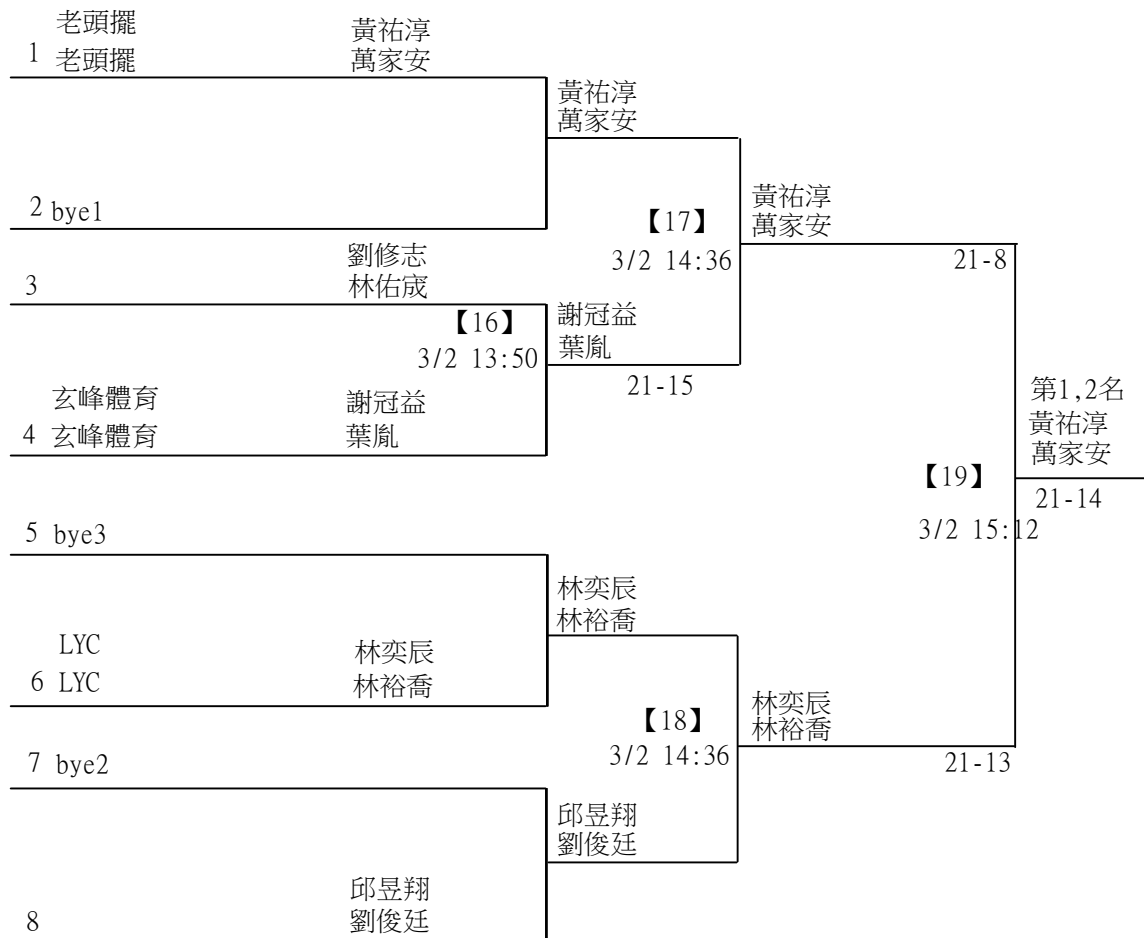 老頭擺
1 老頭擺
黃祐淳
萬家安
黃祐淳
萬家安
2 bye1
【17】
3/2 14:36
黃祐淳
萬家安
21-8
3
劉修志
林佑宬
【16】
3/2 13:50
謝冠益
葉胤
21-15
玄峰體育
4 玄峰體育
謝冠益
葉胤
第1,2名
黃祐淳
萬家安
【19】
3/2 15:12
21-14
5 bye3
林奕辰
林裕喬
LYC
6 LYC
林奕辰
林裕喬
【18】
3/2 14:36
林奕辰
林裕喬
21-13
7 bye2
邱昱翔
劉俊廷
8
邱昱翔
劉俊廷